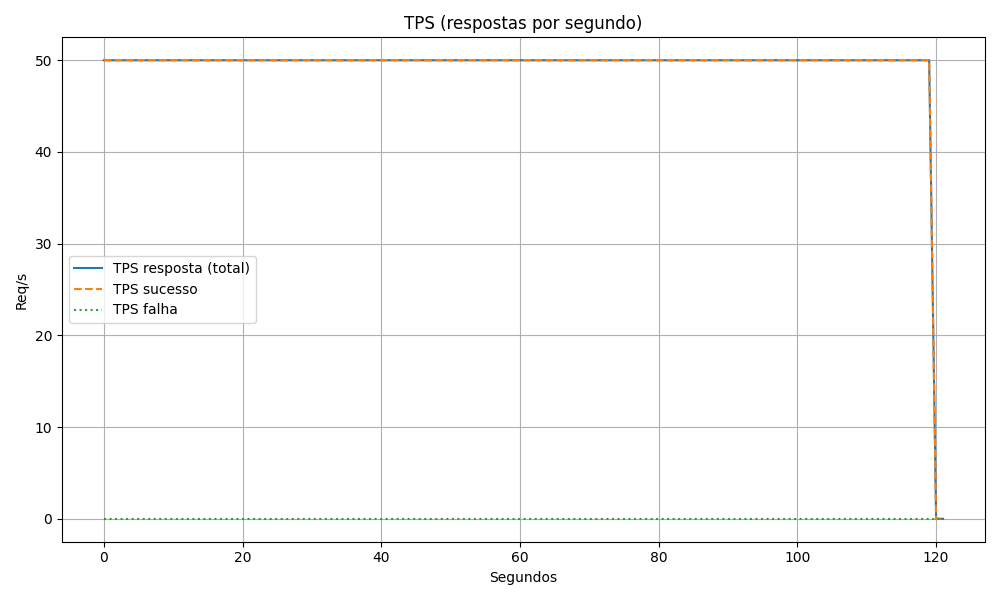 TPS (respostas por segundo)
50
40
30
20
10
0
Req/s
TPS resposta (total)
TPS sucesso
TPS falha
0 20 40 60 80 100 120
Segundos